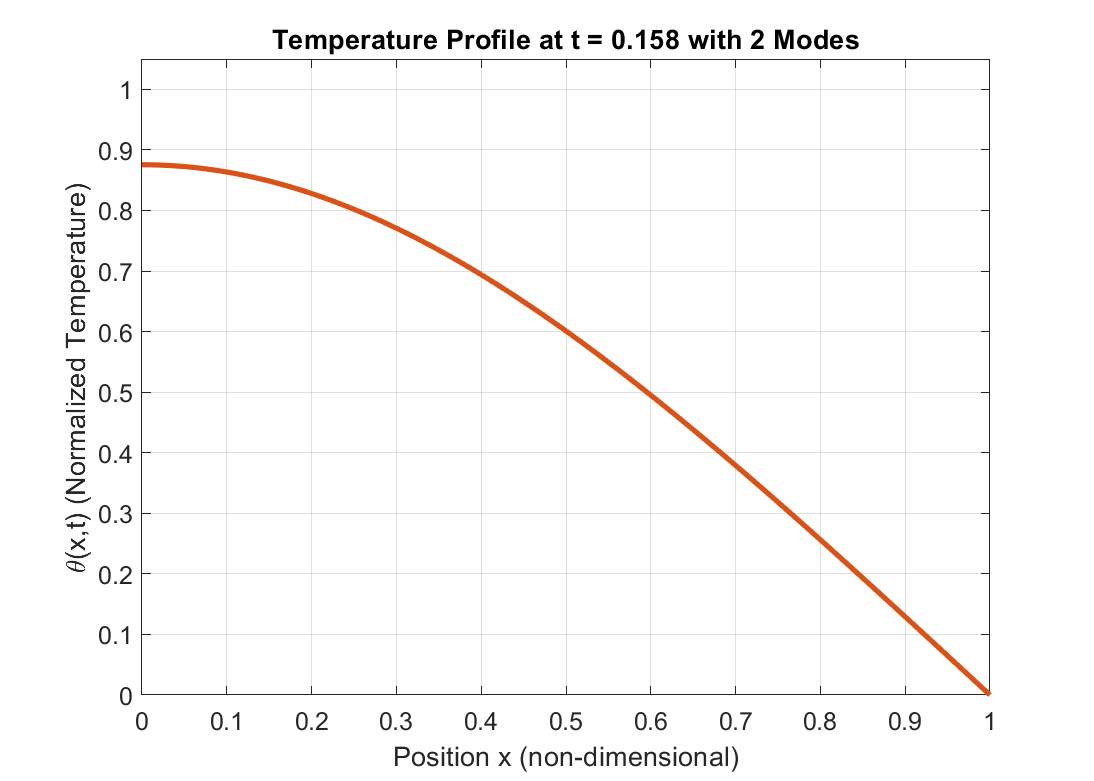 Temperature Profile at t = 0.158 with 2 Modes
θ(x,t) (Normalized Temperature)
1
0.9
0.8
0.7
0.6
0.5
0.4
0.3
0.2
0.1
0
0 0.1 0.2 0.3 0.4 0.5 0.6 0.7 0.8 0.9 1
Position x (non-dimensional)